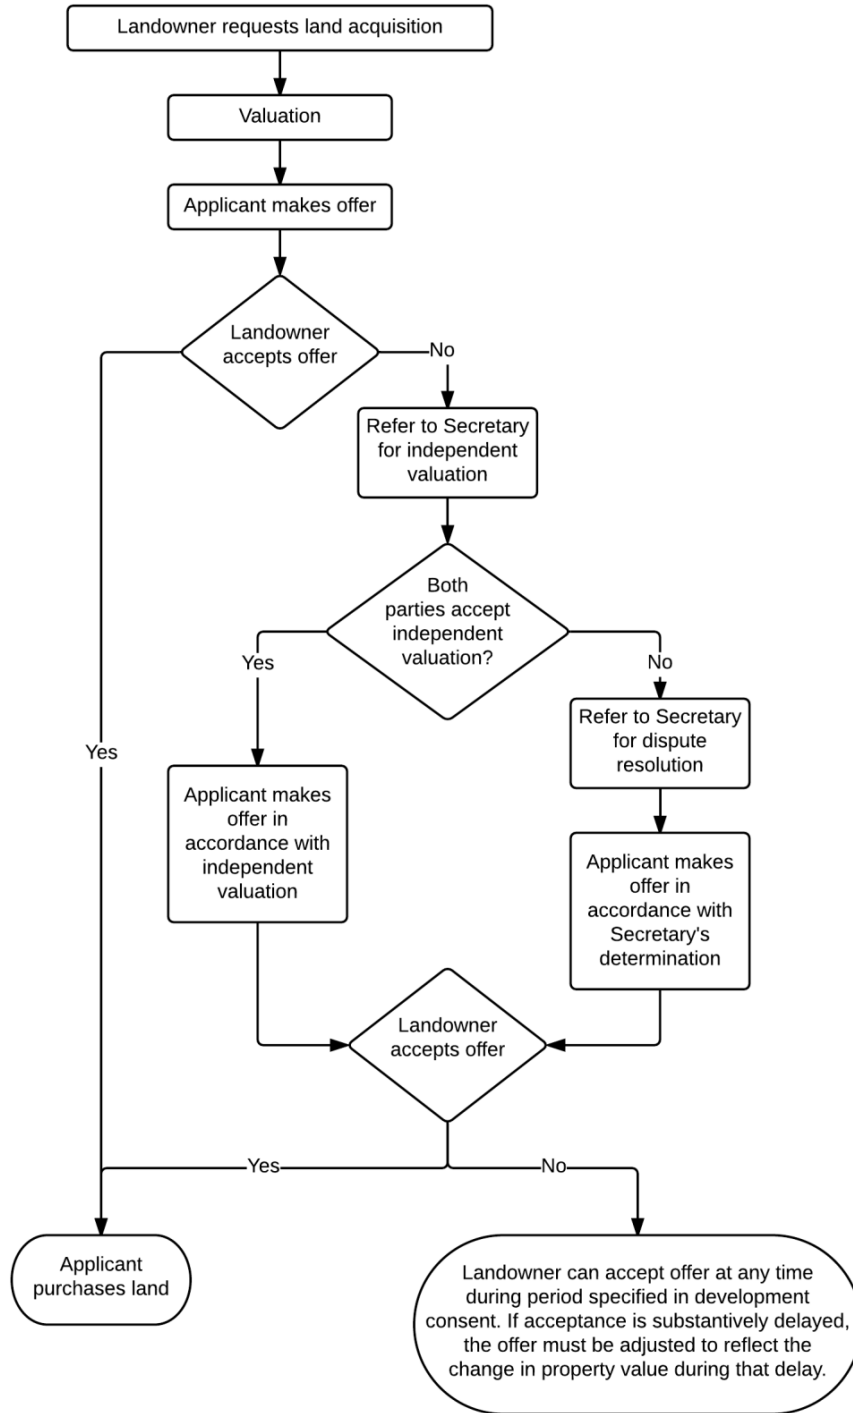 Landowner requests land acquisition
Valuation
Applicant makes offer
Landowner
accepts offer
No
Refer to Secretary
for independent
valuation
Both
parties accept
independent
valuation?
Yes
No
Refer to Secretary
for dispute
resolution
Yes
Applicant makes
offer in
accordance with
independent
valuation
Applicant makes
offer in
accordance with
Secretary's
determination
Landowner
accepts offer
Yes
No
Applicant
purchases land
Landowner can accept offer at any time
during period specified in development
consent. If acceptance is substantively delayed,
the offer must be adjusted to reflect the
change in property value during that delay.